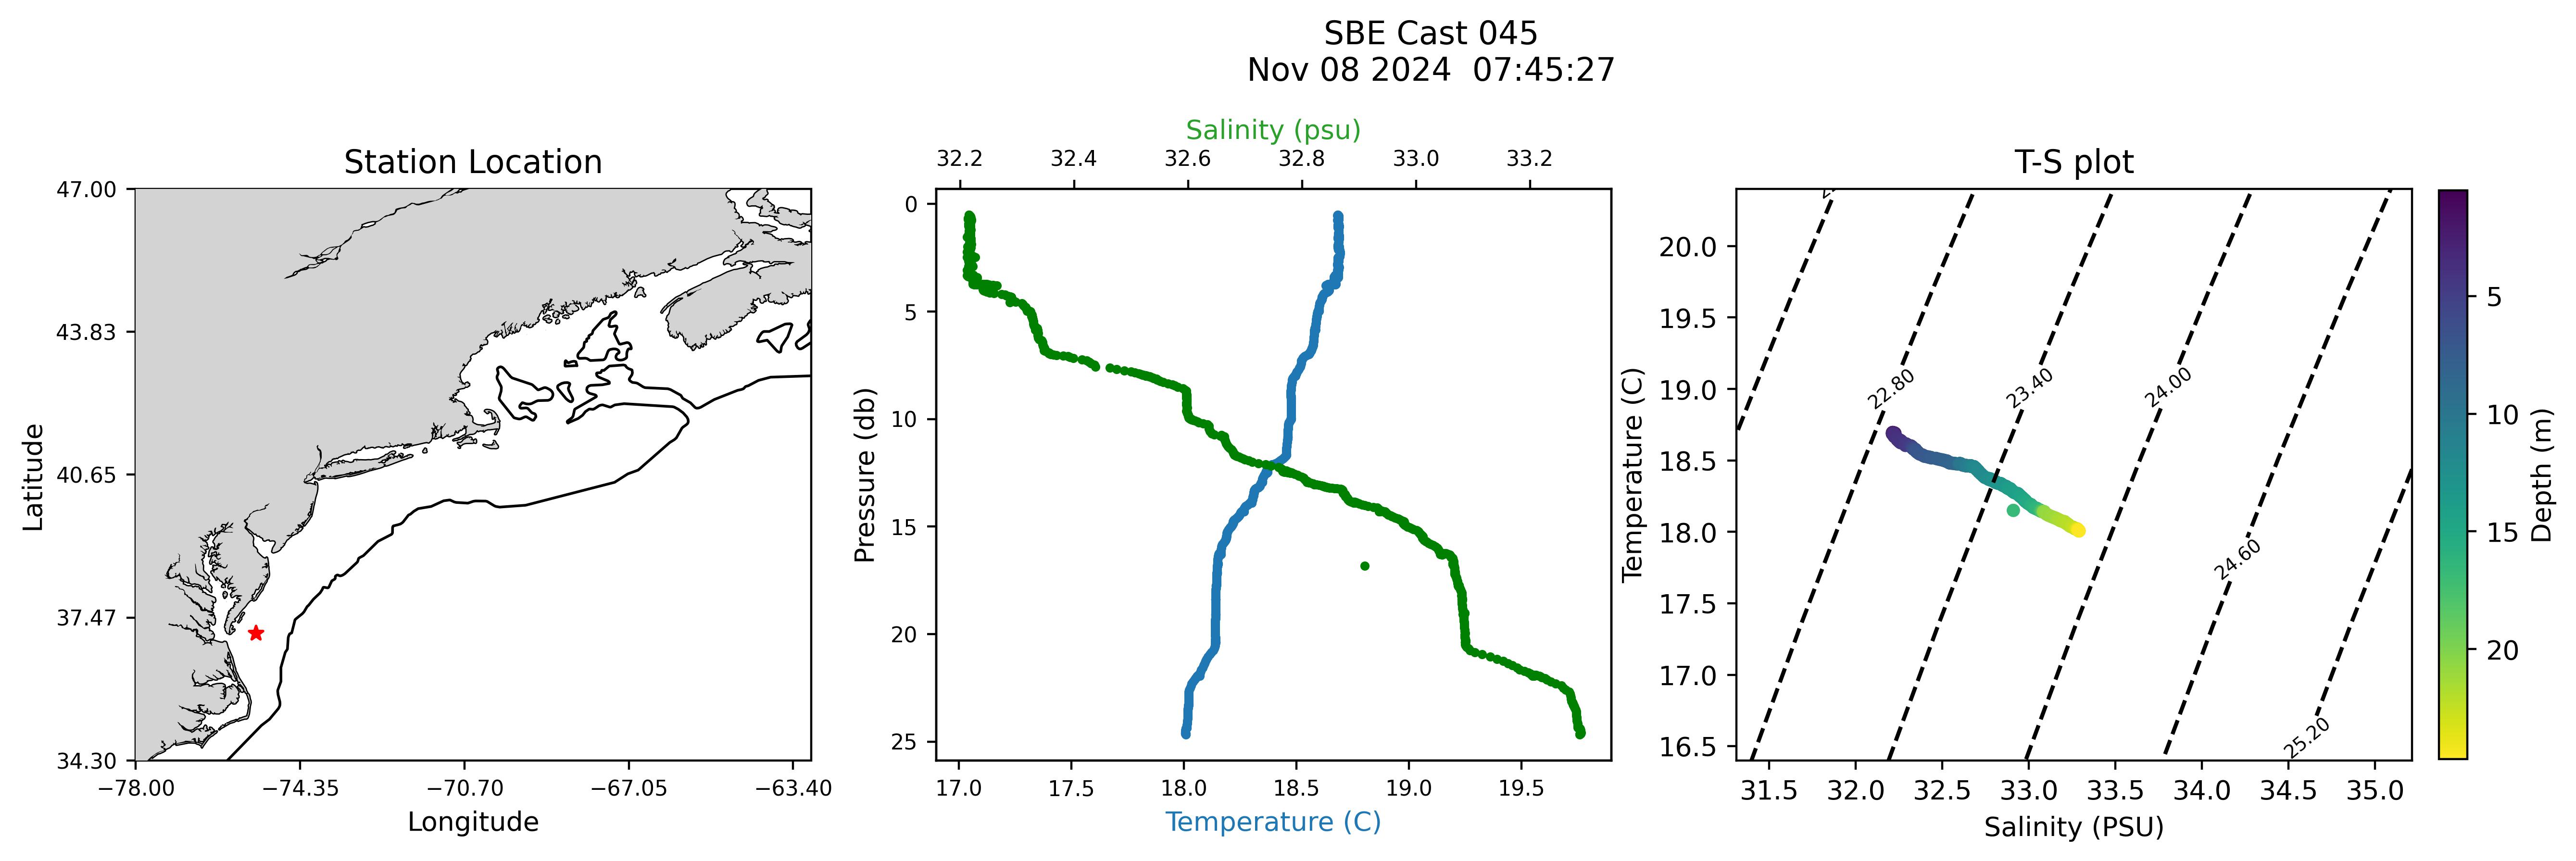 SBE Cast 045
Nov 08 2024  07:45:27
Station Location
47.00
43.83
40.65
37.47
34.30
Latitude
−78.00 −74.35 −70.70 −67.05 −63.40
Longitude
Salinity (psu)
32.2 32.4 32.6 32.8 33.0 33.2
0
5
10
15
20
25
Pressure (db)
17.0 17.5 18.0 18.5 19.0 19.5
Temperature (C)
T-S plot
20.0
19.5
19.0
18.5
18.0
17.5
17.0
16.5
Temperature (C)
22.80
23.40
24.00
24.60
25.20
31.5 32.0 32.5 33.0 33.5 34.0 34.5 35.0
Salinity (PSU)
5
10
15
20
Depth (m)